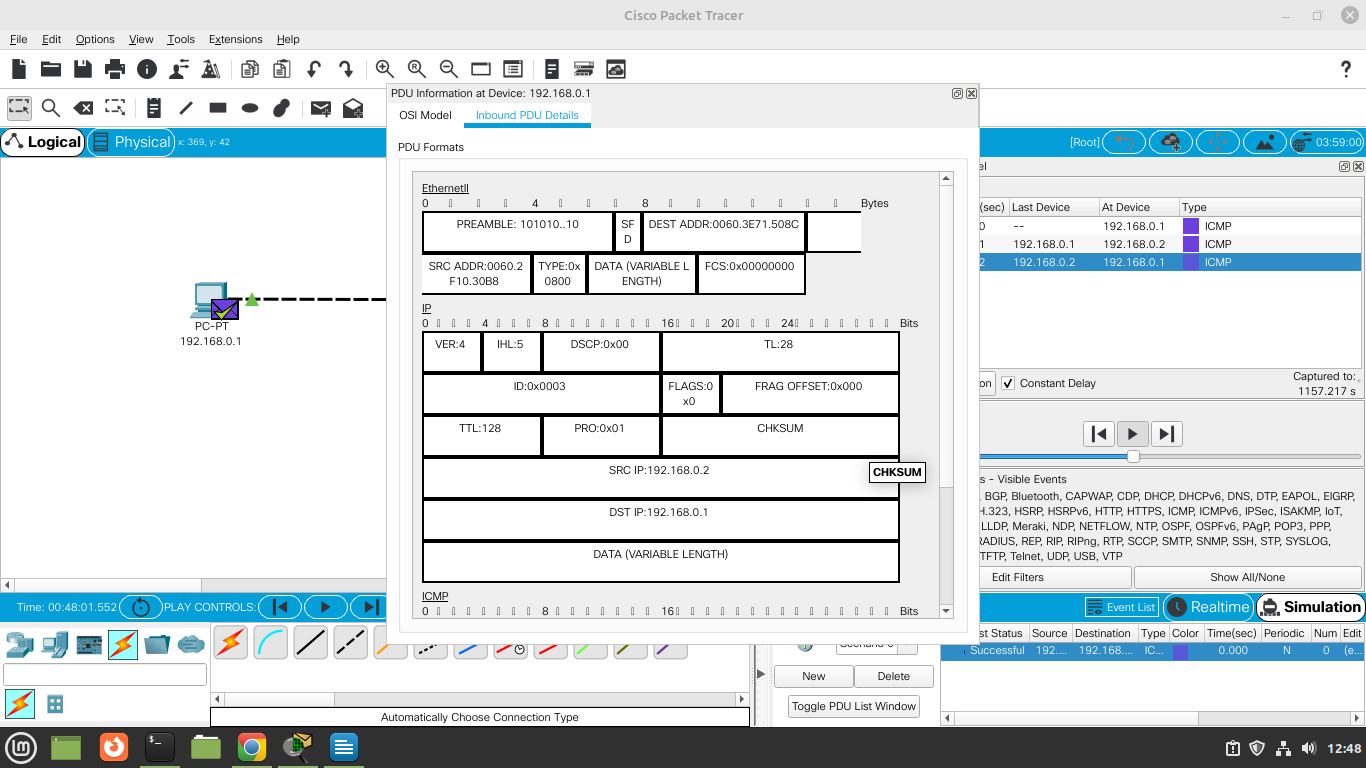 Cisco Packet Tracer
File Edit Options View Tools Extensions Help
?
Logical Physical x: 369, y: 42
[Root] 03:59:00
PC-PT
192.168.0.1
PDU Information at Device: 192.168.0.1
OSI Model Inbound PDU Details
PDU Formats
EthernetII
0 4 8 Bytes
PREAMBLE: 101010..10 SF DEST ADDR:0060.3E71.508C
D
SRC ADDR:0060.2 TYPE:0x DATA (VARIABLE L FCS:0x00000000
F10.30B8 0800 ENGTH)
IP
0 4 8 16 20 24 Bits
VER:4 IHL:5 DSCP:0x00 TL:28
ID:0x0003 FLAGS:0 FRAG OFFSET:0x000
x0
TTL:128 PRO:0x01 CHKSUM
SRC IP:192.168.0.2
CHKSUM
DST IP:192.168.0.1
DATA (VARIABLE LENGTH)
ICMP
0 8 16 Bits
el
(sec) Last Device At Device Type
0 -- 192.168.0.1 ICMP
1 192.168.0.1 192.168.0.2 ICMP
2 192.168.0.2 192.168.0.1 ICMP
on Constant Delay Captured to:
1157.217 s
s - Visible Events
, BGP, Bluetooth, CAPWAP, CDP, DHCP, DHCPv6, DNS, DTP, EAPOL, EIGRP,
H.323, HSRP, HSRPv6, HTTP, HTTPS, ICMP, ICMPv6, IPSec, ISAKMP, IoT,
LLDP, Meraki, NDP, NETFLOW, NTP, OSPF, OSPFv6, PAgP, POP3, PPP,
RADIUS, REP, RIP, RIPng, RTP, SCCP, SMTP, SNMP, SSH, STP, SYSLOG,
TFTP, Telnet, UDP, USB, VTP
Edit Filters Show All/None
Time: 00:48:01.552 PLAY CONTROLS:
Event List Realtime Simulation
st Status Source Destination Type Color Time(sec) Periodic Num Edit
Successful 192.... 192.168.... IC... 0.000 N 0 (e...
New Delete
Toggle PDU List Window
Automatically Choose Connection Type
12:48